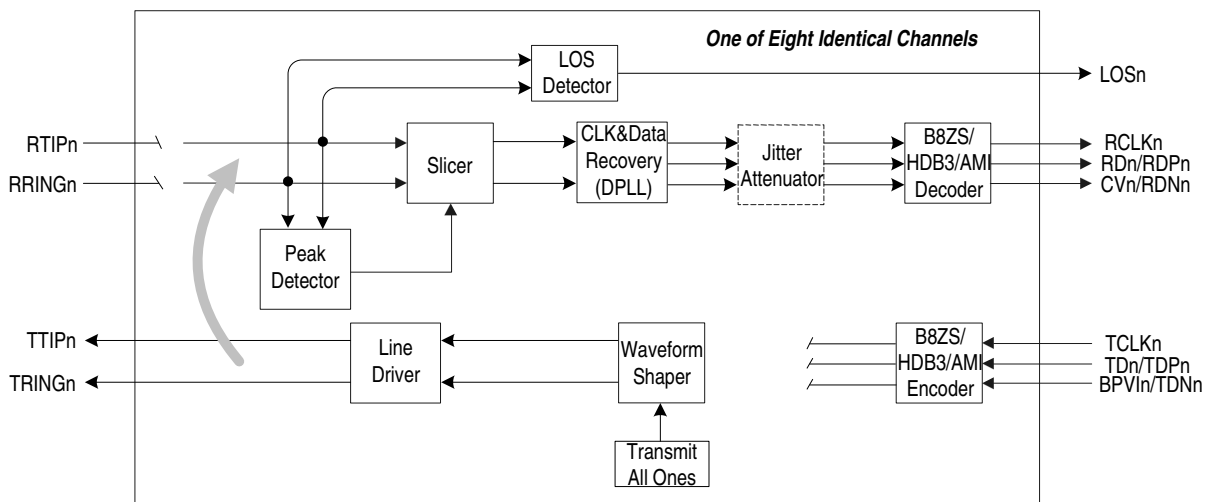 One of Eight Identical Channels
LOS
Detector
LOSn
RTIPn
RRINGn
Slicer
CLK&Data
Recovery
(DPLL)
Jitter
Attenuator
B8ZS/
HDB3/AMI
Decoder
RCLKn
RDn/RDPn
CVn/RDNn
Peak
Detector
TTIPn
TRINGn
Line
Driver
Waveform
Shaper
B8ZS/
HDB3/AMI
Encoder
TCLKn
TDn/TDPn
BPVIn/TDNn
Transmit
All Ones